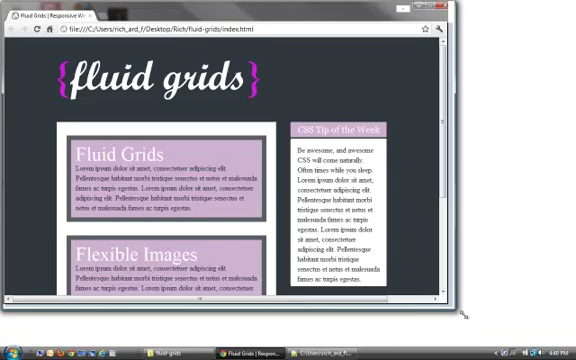 Fluid Grids | Responsive W
file:///C:/Users/rich_ard_f/Desktop/Rich/fluid-grids/index.html
{fluid grids}
Fluid Grids
Lorem ipsum dolor sit amet, consectetuer adipiscing elit.
Pellentesque habitant morbi tristique senectus et netus et malesuada
fames ac turpis egestas. Lorem ipsum dolor sit amet, consectetuer
adipiscing elit. Pellentesque habitant morbi tristique senectus et
netus et malesuada fames ac turpis egestas.
Flexible Images
Lorem ipsum dolor sit amet, consectetuer adipiscing elit.
Pellentesque habitant morbi tristique senectus et netus et malesuada
fames ac turpis egestas. Lorem ipsum dolor sit amet, consectetuer
CSS Tip of the Week
Be awesome, and awesome
CSS will come naturally.
Often times while you sleep.
Lorem ipsum dolor sit amet,
consectetuer adipiscing elit.
Pellentesque habitant morbi
tristique senectus et netus et
malesuada fames ac turpis
egestas. Lorem ipsum dolor
sit amet, consectetuer
adipiscing elit. Pellentesque
habitant morbi tristique
senectus et netus et
malesuada fames ac turpis
fluid-grids
Fluid Grids | Respon...
C:\Users\rich_ard_f\...
4:40 PM